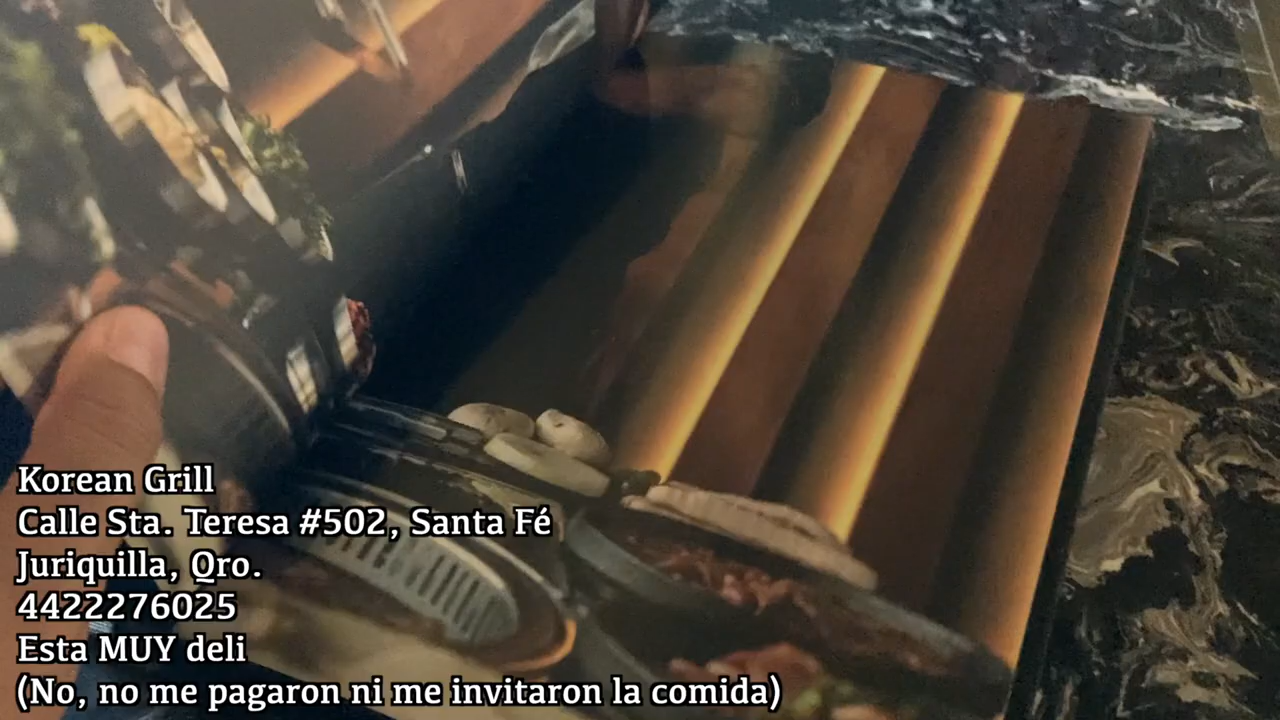 Korean Grill
Calle Sta. Teresa #502, Santa Fé
Juriquilla, Qro.
4422276025
Esta MUY deli
(No, no me pagaron ni me invitaron la comida)